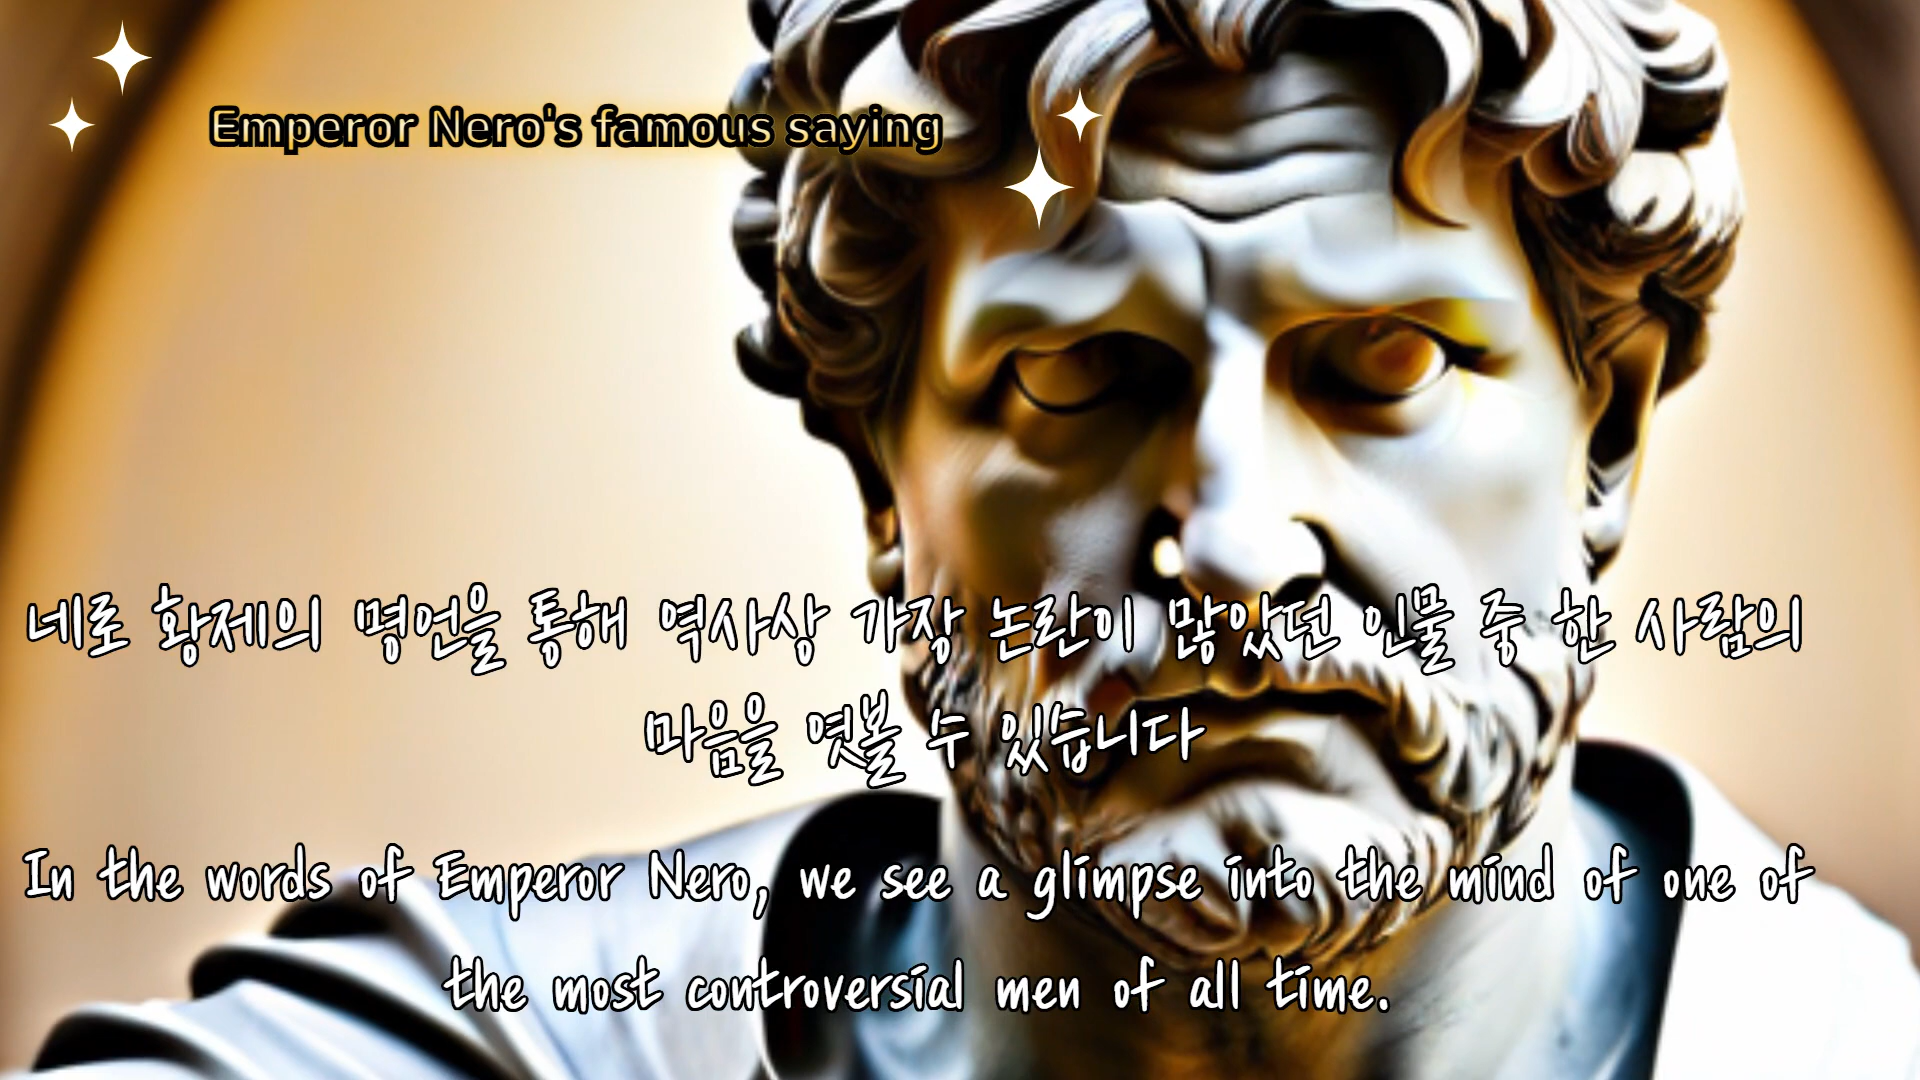 Emperor Nero's famous saying
네로 황제의 명언을 통해 역사상 가장 논란이 많았던 인물 중 한 사람의
마음을 엿볼 수 있습니다
In the words of Emperor Nero, we see a glimpse into the mind of one of
the most controversial men of all time.